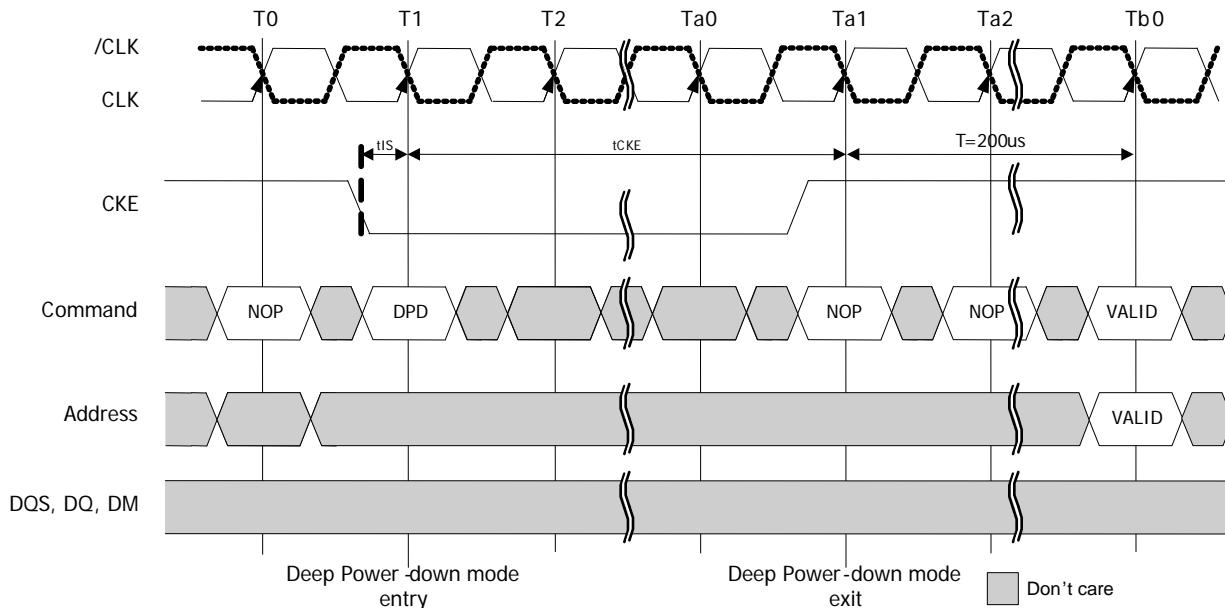 T0 T1 T2 Ta0 Ta1 Ta2 Tb0
/CLK
CLK
tIS tCKE T=200us
CKE
Command NOP DPD NOP NOP VALID
Address VALID
DQS, DQ, DM
Deep Power-down mode
entry
Deep Power-down mode
exit
Don't care